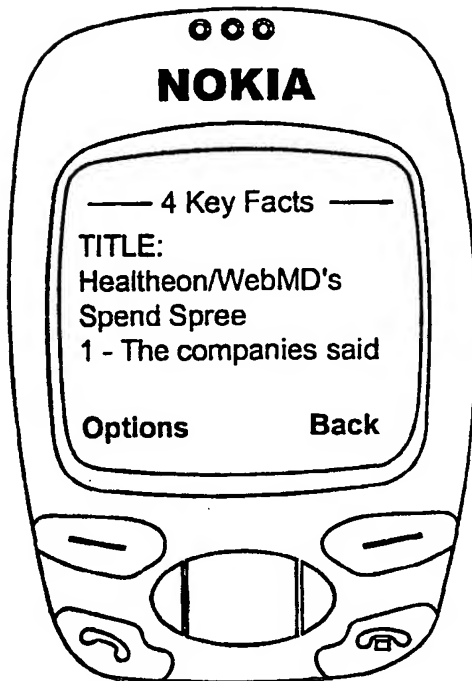 NOKIA
4 Key Facts
TITLE:
Healtheon/WebMD's
Spend Spree
1 - The companies said
Options Back